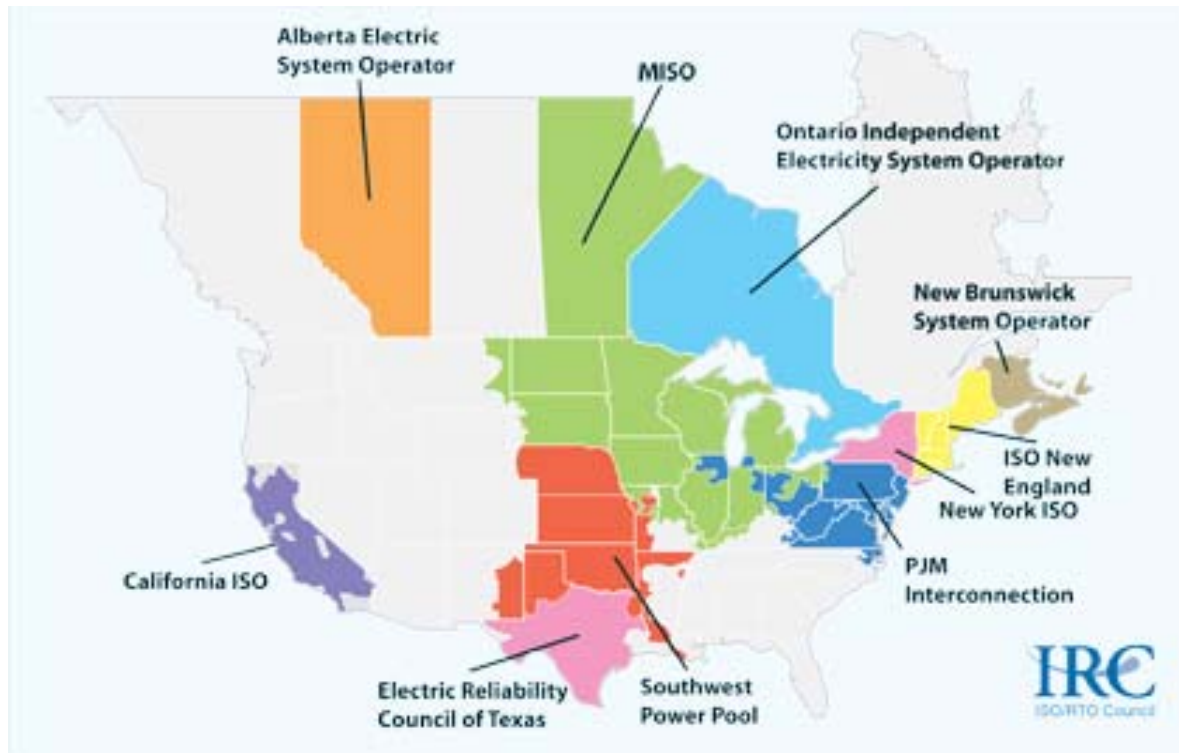 Alberta Electric
System Operator
MISO
Ontario Independent
Electricity System Operator
New Brunswick
System Operator
ISO New
England
New York ISO
PJM
Interconnection
California ISO
Electric Reliability
Council of Texas
Southwest
Power Pool
IRC
ISO/RTO Council